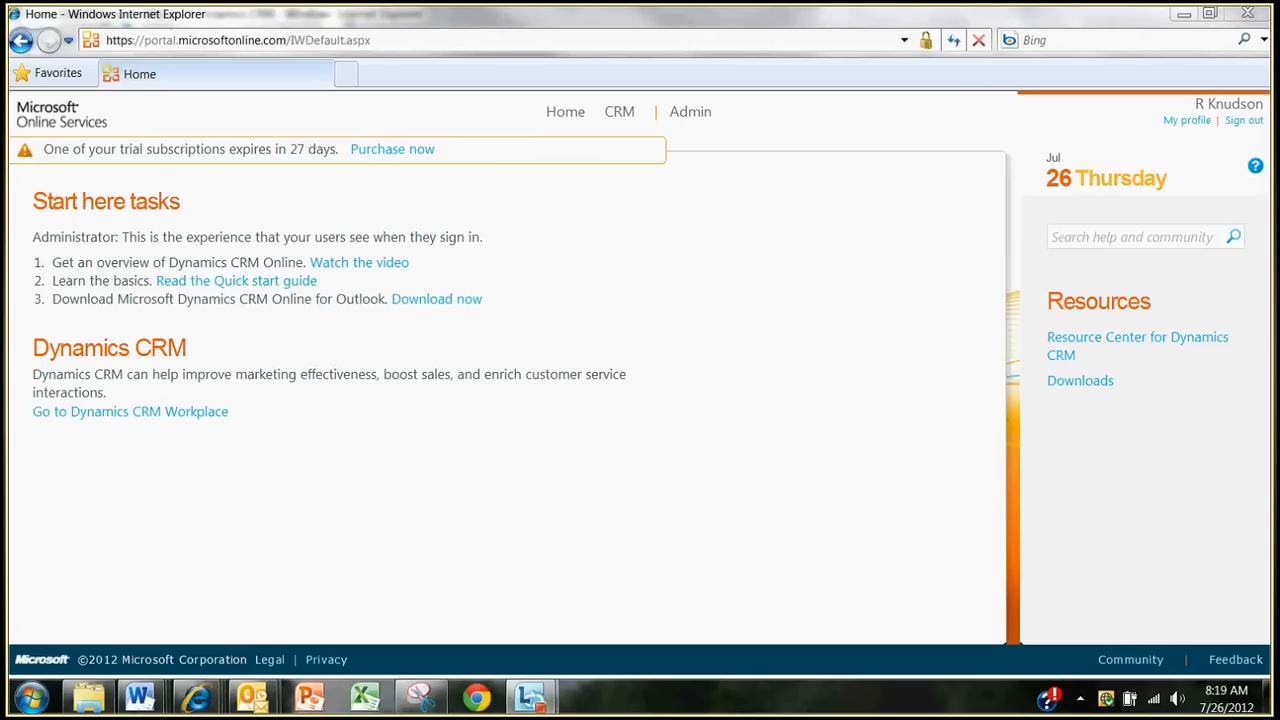 Home - Windows Internet Explorer
https://portal.microsoftonline.com/IWDefault.aspx
Bing
Favorites
Home
Microsoft
Online Services
Home CRM | Admin
R Knudson
My profile | Sign out
One of your trial subscriptions expires in 27 days. Purchase now
Jul
26 Thursday
Start here tasks
Administrator: This is the experience that your users see when they sign in.
1. Get an overview of Dynamics CRM Online. Watch the video
2. Learn the basics. Read the Quick start guide
3. Download Microsoft Dynamics CRM Online for Outlook. Download now
Dynamics CRM
Dynamics CRM can help improve marketing effectiveness, boost sales, and enrich customer service
interactions.
Go to Dynamics CRM Workplace
Search help and community
Resources
Resource Center for Dynamics
CRM
Downloads
Microsoft ©2012 Microsoft Corporation Legal | Privacy
Community | Feedback
8:19 AM
7/26/2012